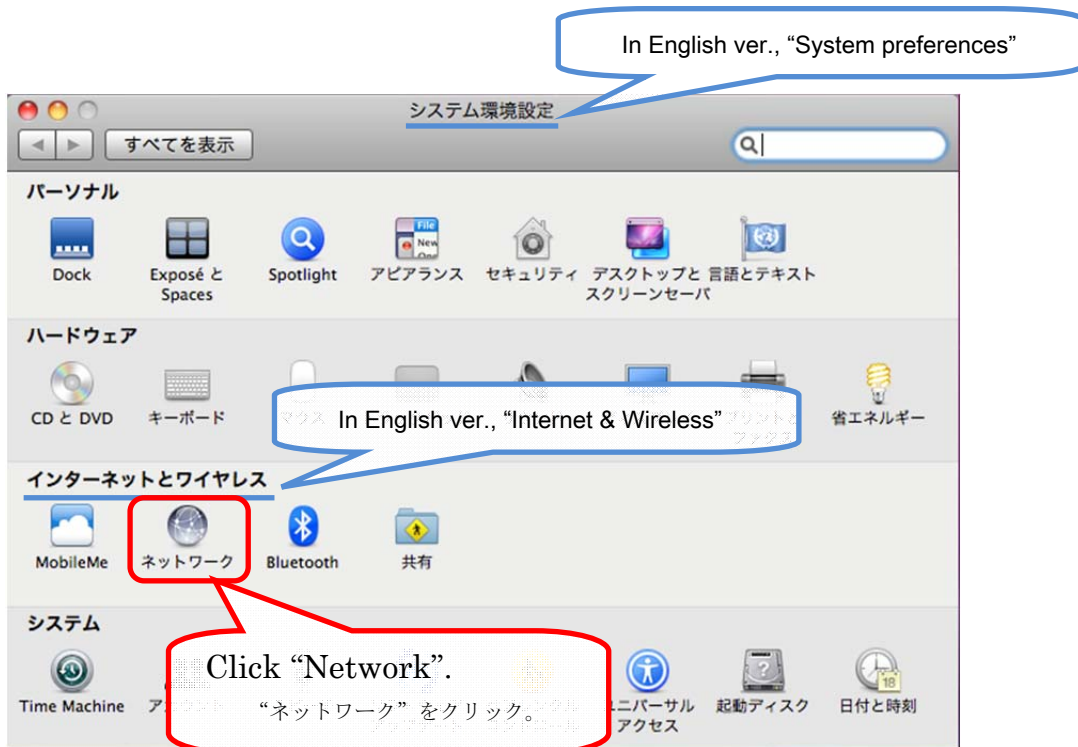 In English ver., “System preferences”
システム環境設定
すべてを表示
パーソナル
File
New
Dock
Exposé と
Spaces
Spotlight
アピアランス
セキュリティ
デスクトップと
スクリーンセーバ
言語とテキスト
ハードウェア
CD と DVD
キーボード
マウス
省エネルギー
In English ver., “Internet & Wireless”
インターネットとワイヤレス
MobileMe
ネットワーク
Bluetooth
共有
Click “Network”.
“ネットワーク”をクリック。
システム
Time Machine
ユニバーサル
アクセス
起動ディスク
18
日付と時刻